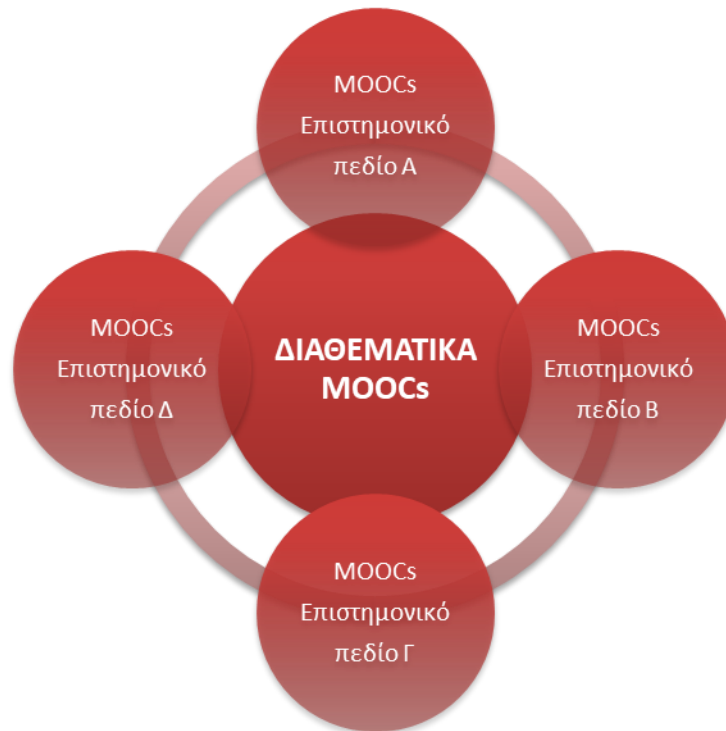 MOOCs
Επιστημονικό
πεδίο Α
MOOCs
Επιστημονικό
πεδίο Δ
ΔΙΑΘΕΜΑΤΙΚΑ
MOOCs
MOOCs
Επιστημονικό
πεδίο Β
MOOCs
Επιστημονικό
πεδίο Γ